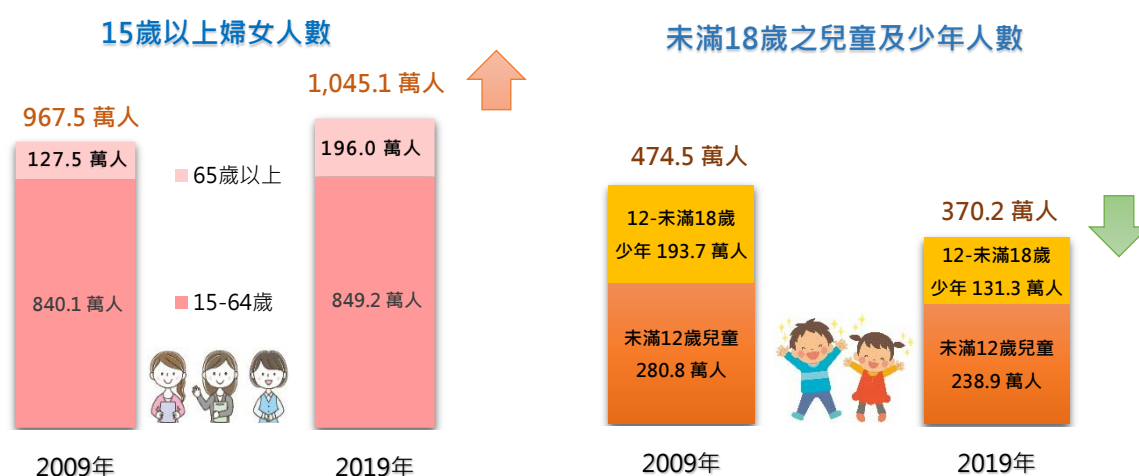 15歲以上婦女人數
967.5 萬人
127.5 萬人
840.1 萬人
2009年
65歲以上
15-64歲
1,045.1 萬人
196.0 萬人
849.2 萬人
2019年
未滿18歲之兒童及少年人數
474.5 萬人
12-未滿18歲
少年 193.7 萬人
未滿12歲兒童
280.8 萬人
2009年
370.2 萬人
12-未滿18歲
少年 131.3 萬人
未滿12歲兒童
238.9 萬人
2019年